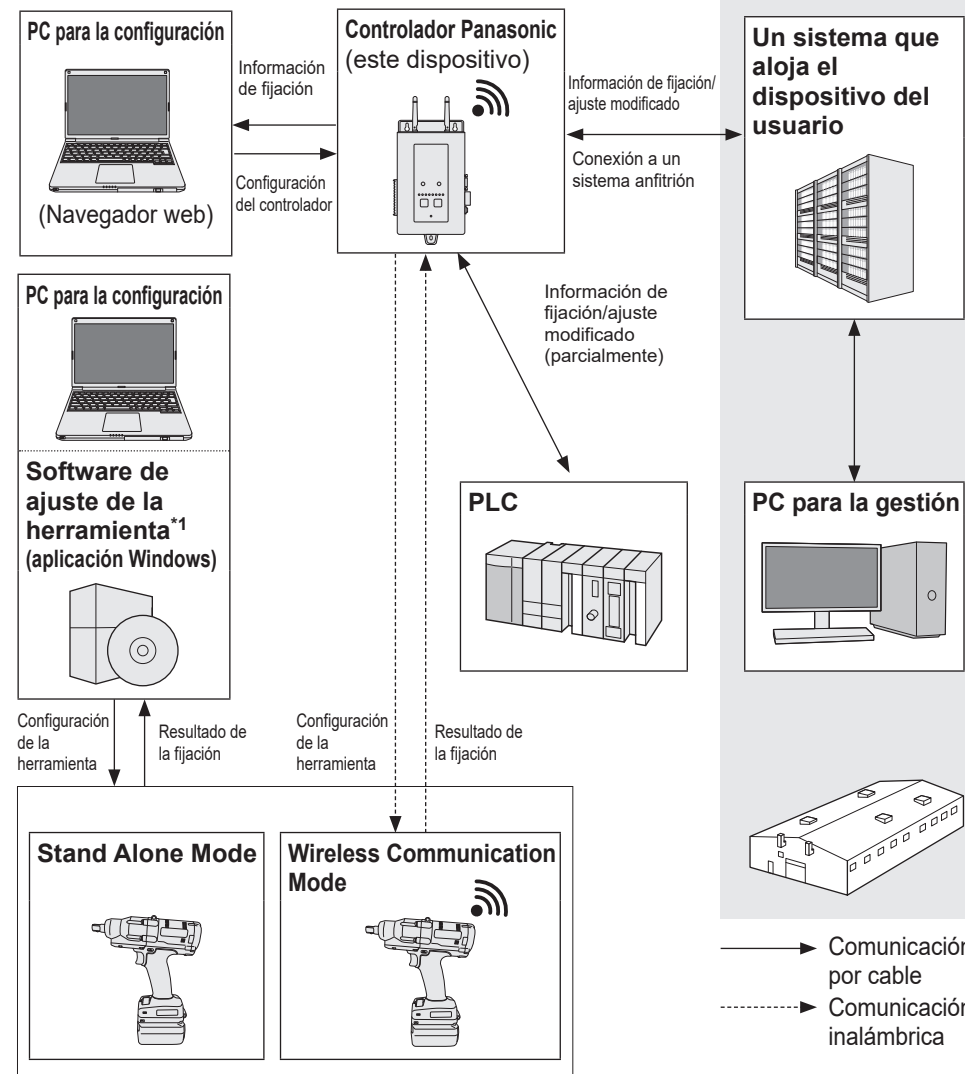 PC para la configuración
(Navegador web)
Información
de fijación
Configuración
del controlador
Controlador Panasonic
(este dispositivo)
Información de fijación/
ajuste modificado
Conexión a un
sistema anfitrión
Un sistema que
aloja el
dispositivo del
usuario
PC para la configuración
Software de
ajuste de la
herramienta*1
(aplicación Windows)
Información de
fijación/ajuste
modificado
(parcialmente)
PLC
PC para la gestión
Configuración
de la
herramienta
Resultado de
la fijación
Configuración
de la
herramienta
Resultado de
la fijación
Stand Alone Mode
Wireless Communication
Mode
Comunicación
por cable
Comunicación
inalámbrica